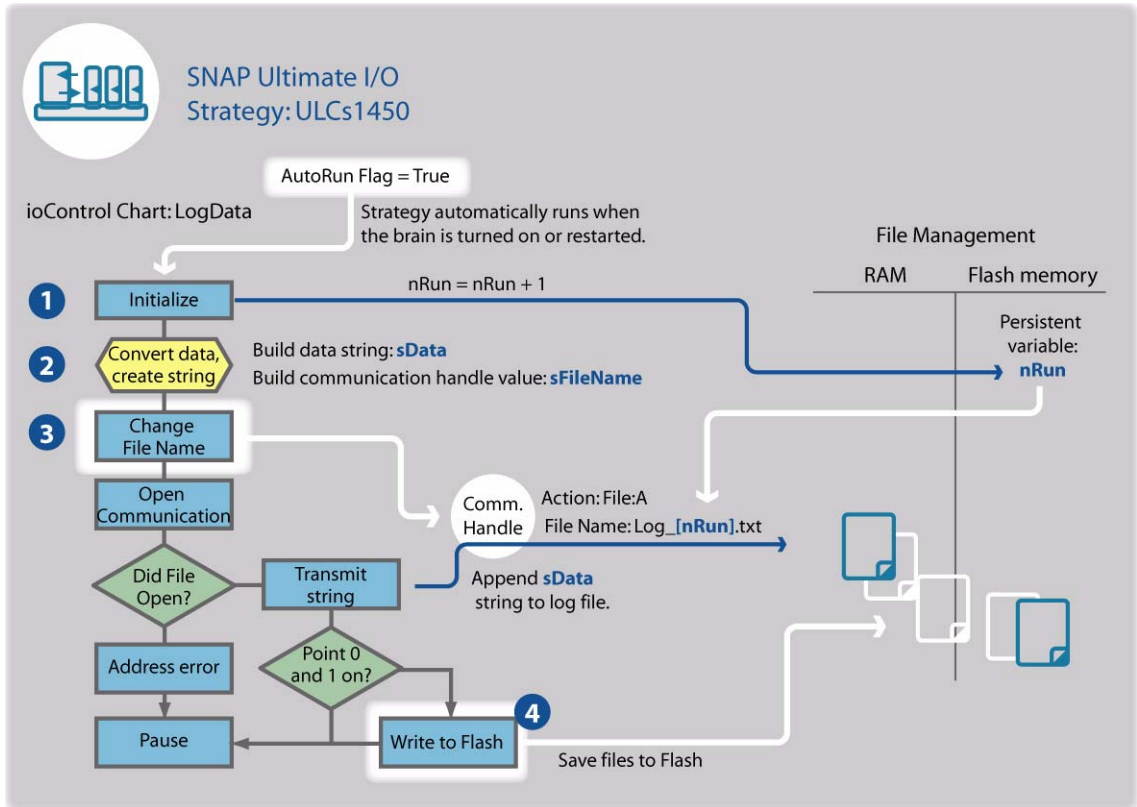 SNAP Ultimate I/O
Strategy: ULCs1450
AutoRun Flag = True
ioControl Chart: LogData
Strategy automatically runs when
the brain is turned on or restarted.
File Management
RAM
Flash memory
1
Initialize
nRun = nRun + 1
Persistent
variable:
nRun
2
Convert data,
create string
Build data string: sData
Build communication handle value: sFileName
3
Change
File Name
Open
Communication
Comm.
Handle
Action: File:A
File Name: Log_[nRun].txt
Did File
Open?
Transmit
string
Append sData
string to log file.
Address error
Point 0
and 1 on?
4
Pause
Write to Flash
Save files to Flash